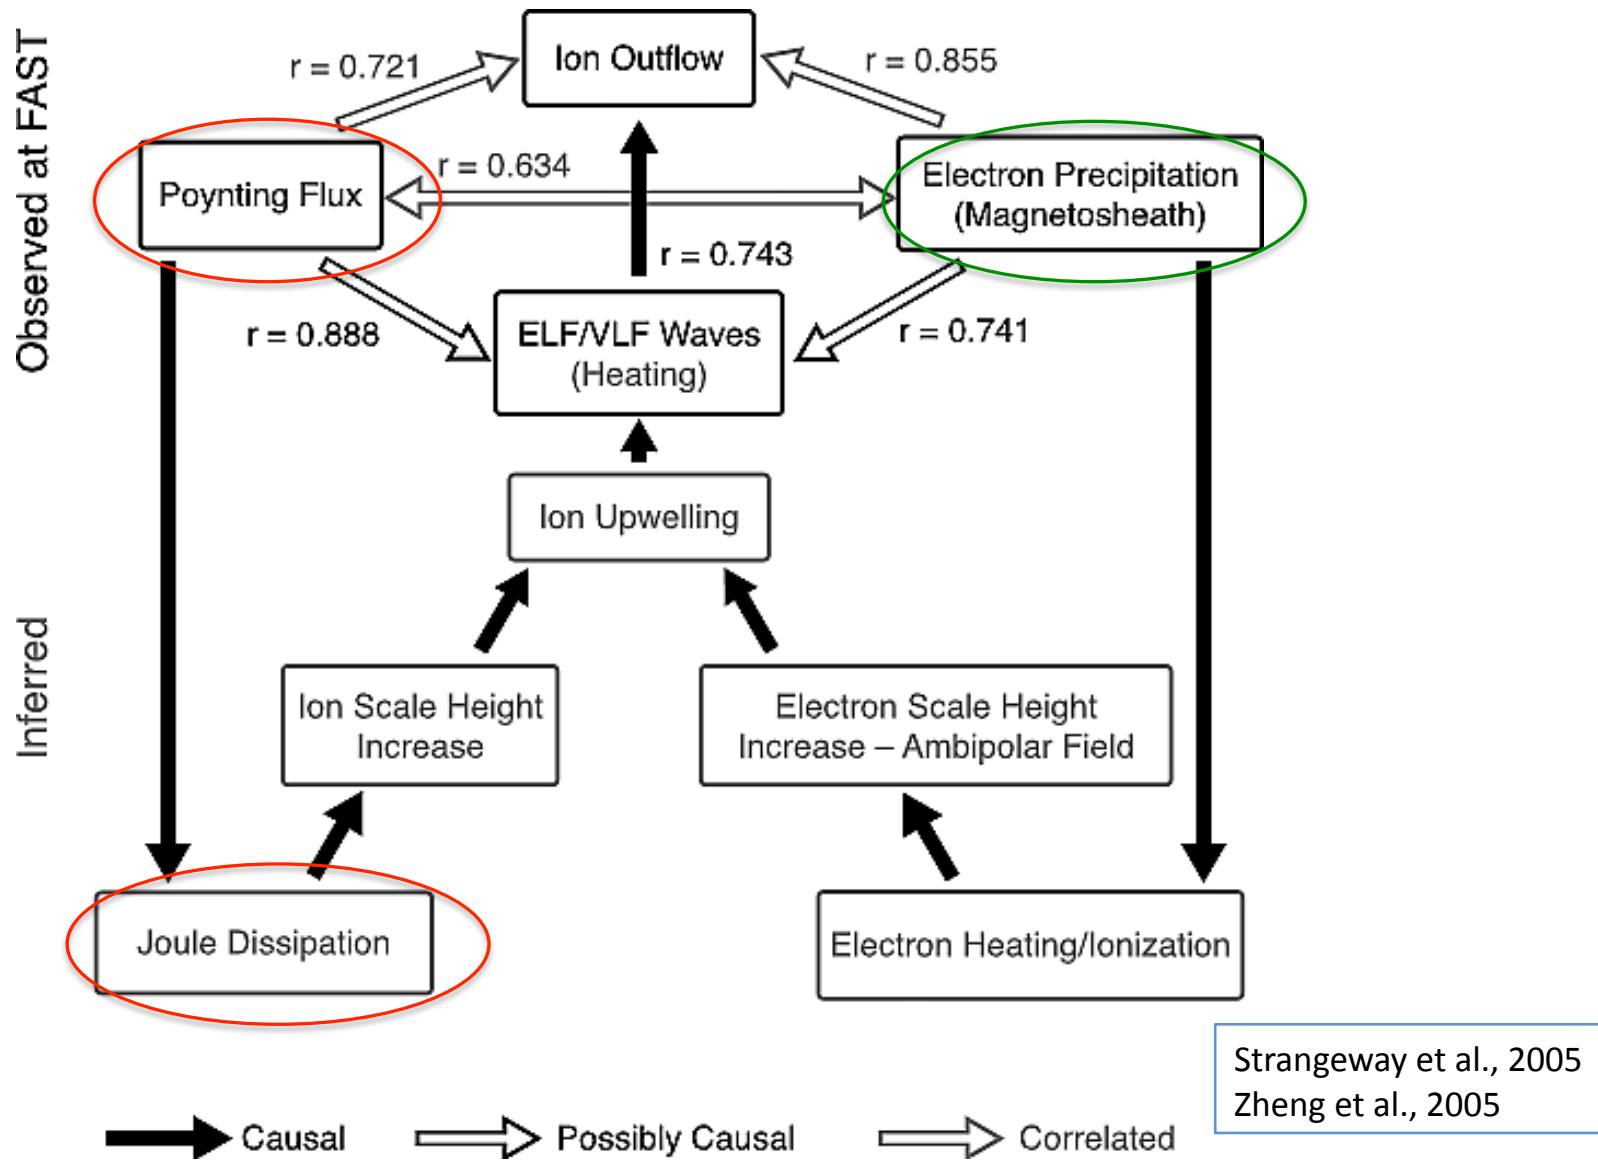 Observed at FAST
Inferred
Ion Outflow
r = 0.721
r = 0.855
Poynting Flux
r = 0.634
Electron Precipitation
(Magnetosheath)
r = 0.743
r = 0.888
ELF/VLF Waves
(Heating)
r = 0.741
Ion Upwelling
Ion Scale Height
Increase
Electron Scale Height
Increase – Ambipolar Field
Joule Dissipation
Electron Heating/Ionization
Strangeway et al., 2005
Zheng et al., 2005
Causal
Possibly Causal
Correlated